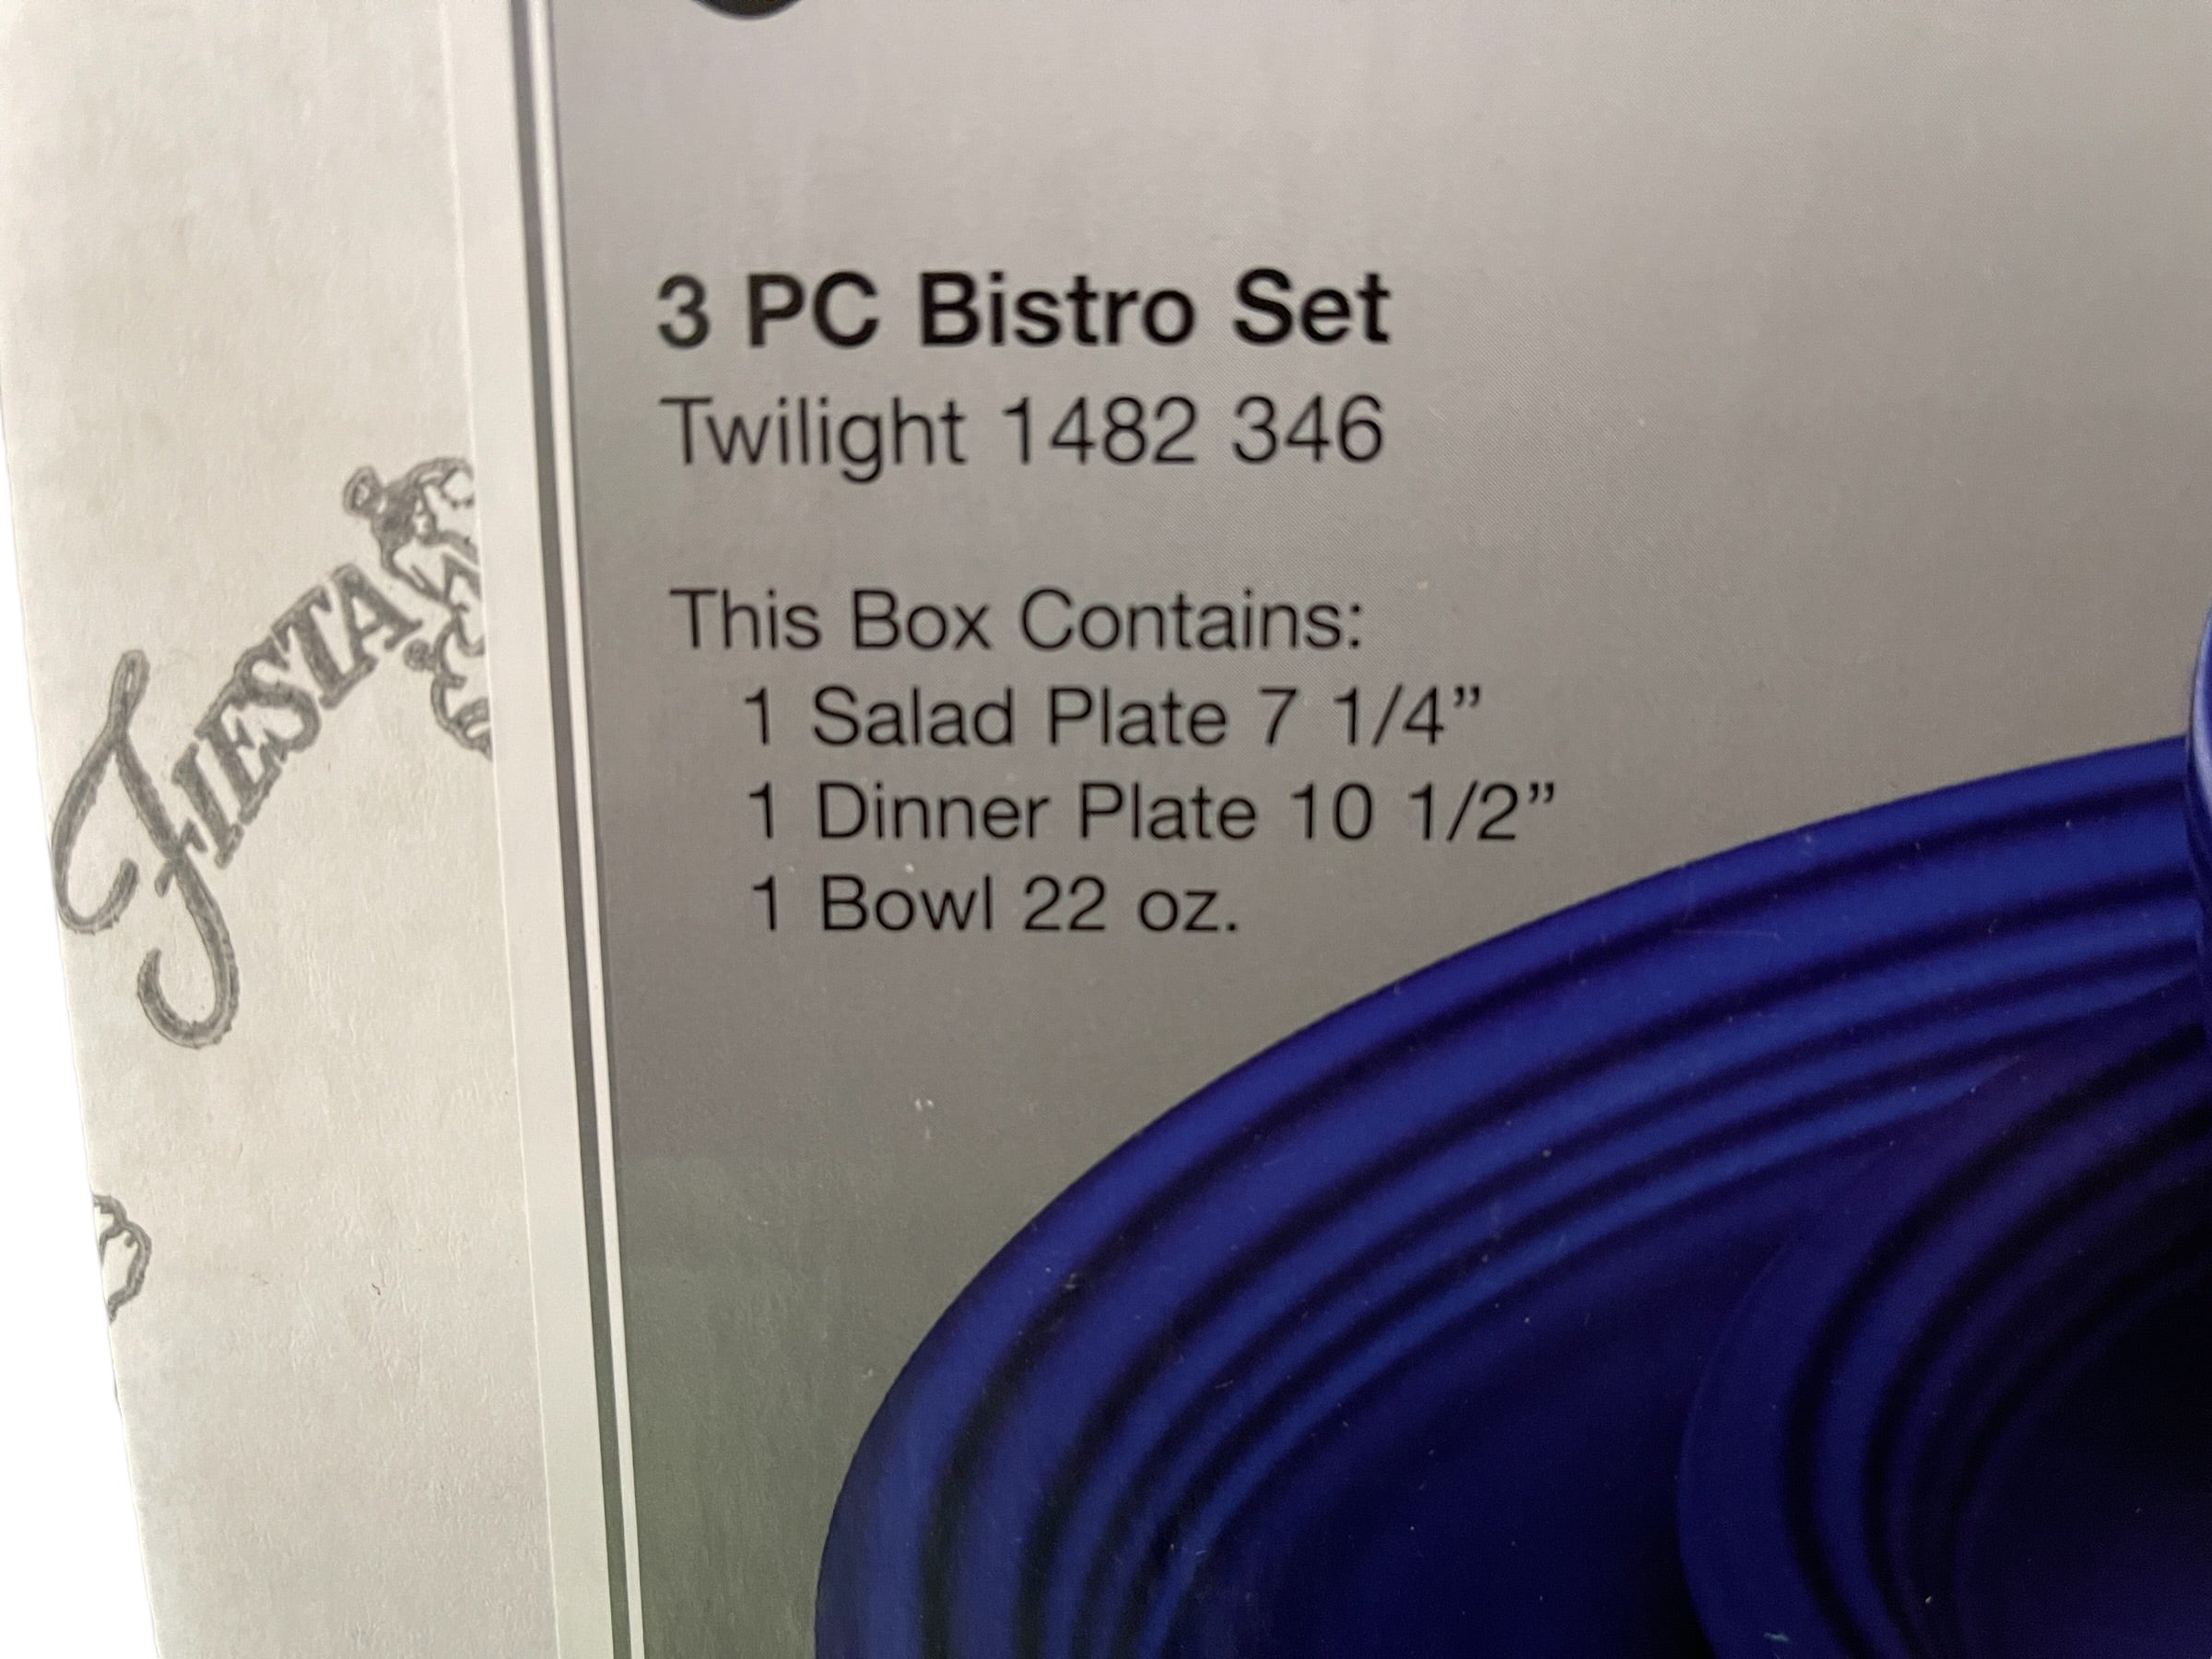 FIESTA®
3 PC Bistro Set
Twilight 1482 346
This Box Contains:
1 Salad Plate 7 1/4”
1 Dinner Plate 10 1/2”
1 Bowl 22 oz.